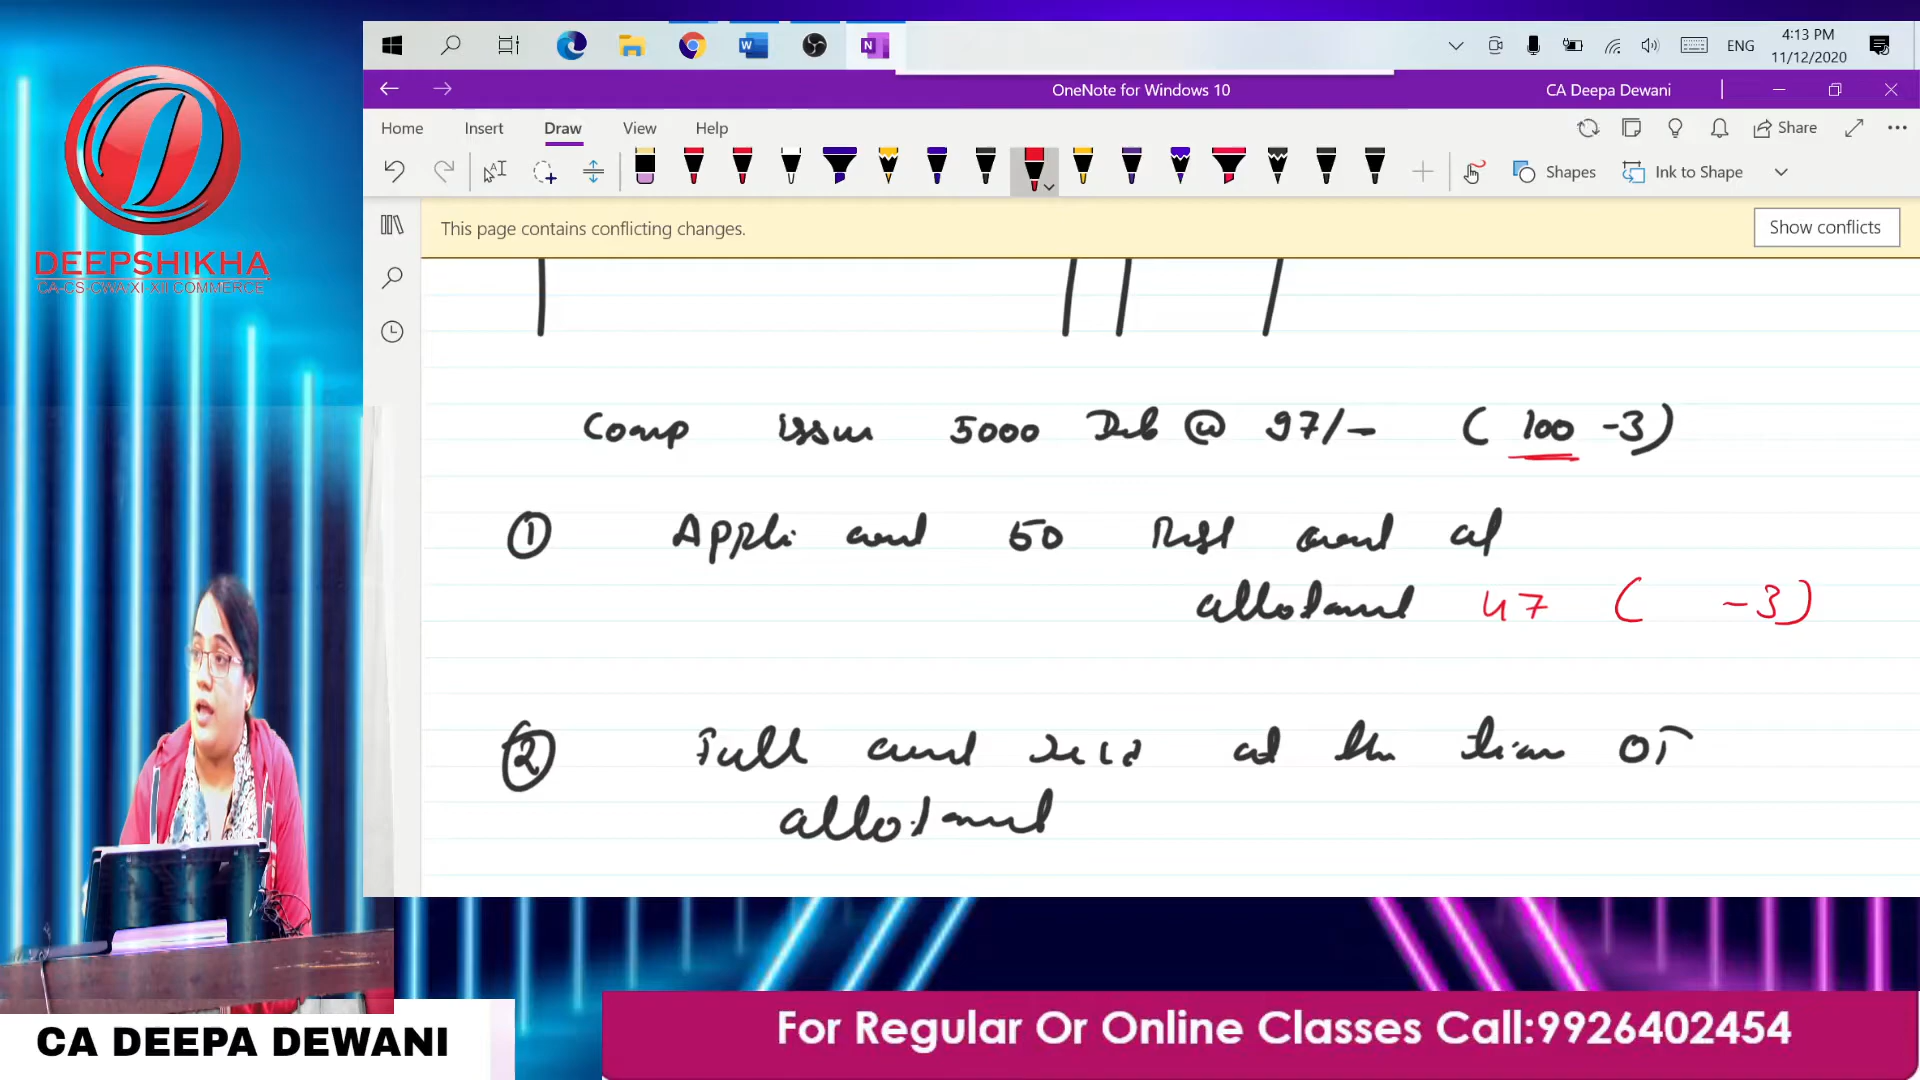 4:13 PM
ENG
11/12/2020
OneNote for Windows 10
CA Deepa Dewani
Home Insert Draw View Help
Share
Shapes
Ink to Shape
This page contains conflicting changes.
Show conflicts
DEEPSHIKHA
CA-CS-CWA-XI-XII COMMERCE
Comp issue 5000 Deb @ 97/- (100 -3)
① Appli amt 50 Rest amt at
allotment 47 ( -3)
② Full amt recd at the time OF
allotment
CA DEEPA DEWANI
For Regular Or Online Classes Call:9926402454